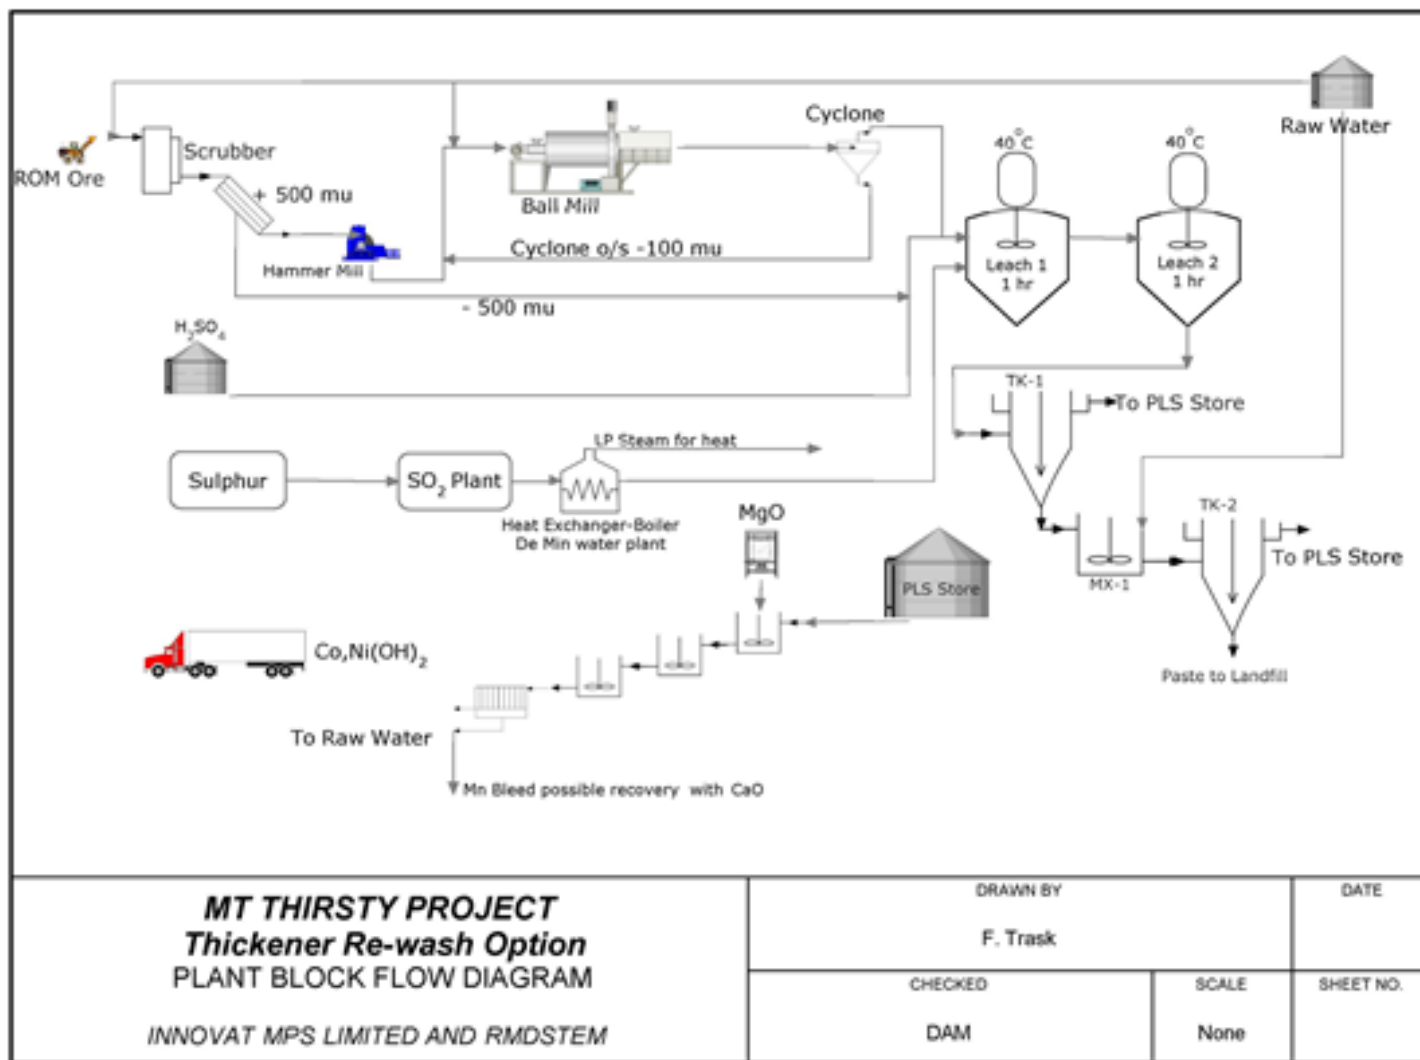 Raw Water
ROM Ore
Scrubber
+ 500 mu
Hammer Mill
Ball Mill
Cyclone
Cyclone o/s -100 mu
- 500 mu
40°C
Leach 1
1 hr
40°C
Leach 2
1 hr
H₂SO₄
TK-1
To PLS Store
LP Steam for heat
Sulphur
SO₂ Plant
Heat Exchanger-Boiler
De Min water plant
MgO
PLS Store
TK-2
To PLS Store
MX-1
Paste to Landfill
Co,Ni(OH)₂
To Raw Water
Mn Bleed possible recovery with CaO
MT THIRSTY PROJECT
Thickener Re-wash Option
PLANT BLOCK FLOW DIAGRAM
INNOVAT MPS LIMITED AND RMDSTEM
DRAWN BY
F. Trask
DATE
CHECKED
DAM
SCALE
None
SHEET NO.